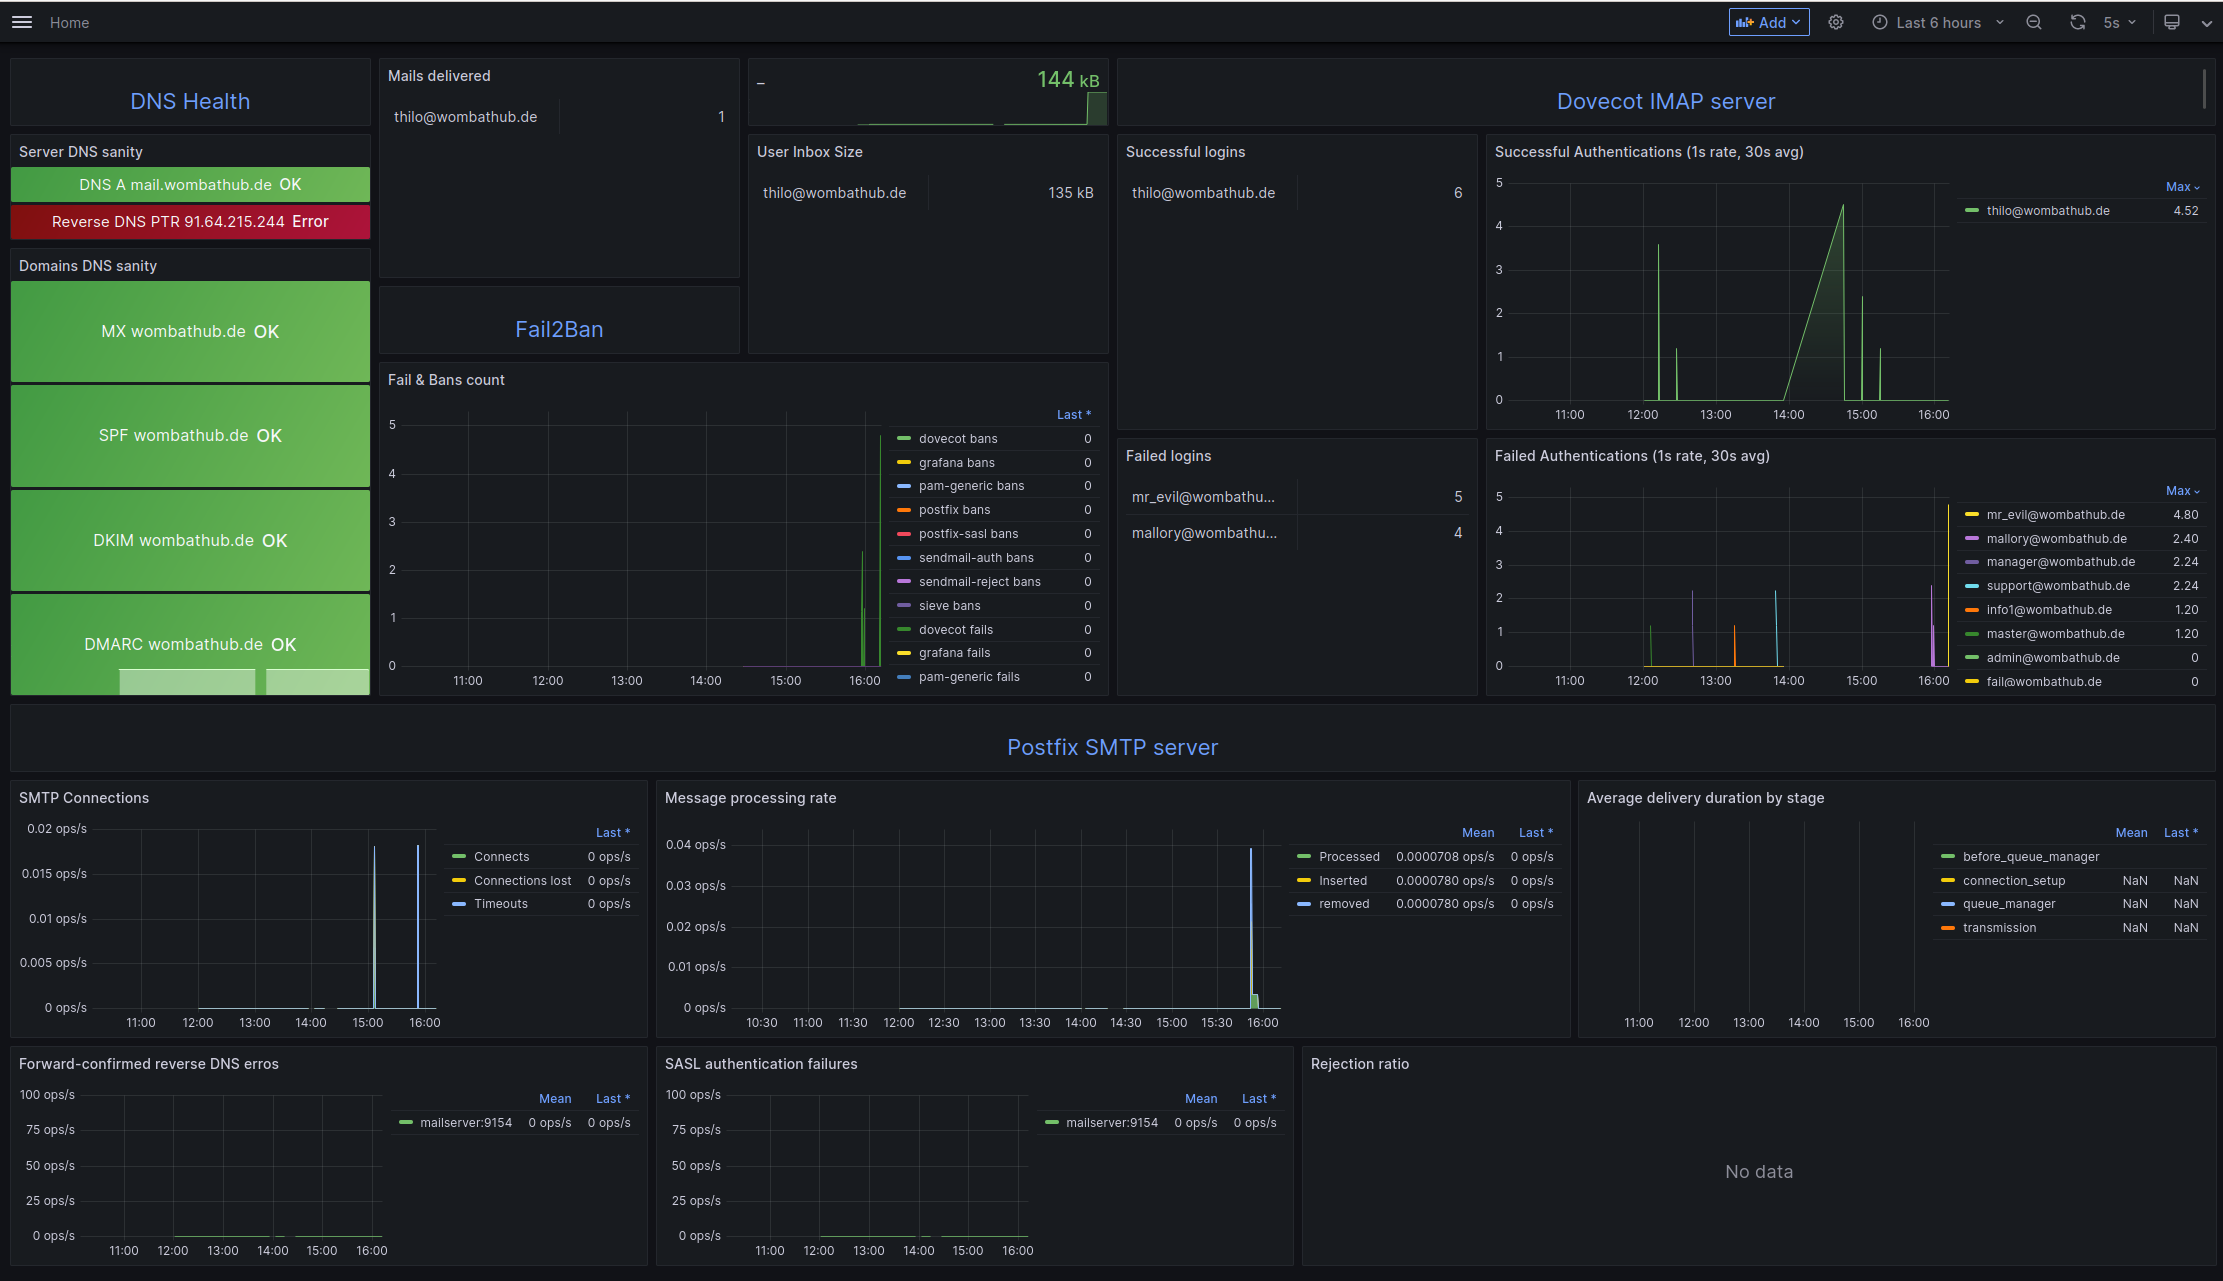 Home
Add
Last 6 hours
5s
DNS Health
Server DNS sanity
DNS A mail.wombathub.de OK
Reverse DNS PTR 91.64.215.244 Error
Domains DNS sanity
MX wombathub.de OK
SPF wombathub.de OK
DKIM wombathub.de OK
DMARC wombathub.de OK
Mails delivered
thilo@wombathub.de 1
– 144 kB
User Inbox Size
thilo@wombathub.de 135 kB
Fail2Ban
Fail & Bans count
5
4
3
2
1
0
11:00 12:00 13:00 14:00 15:00 16:00
Last *
dovecot bans 0
grafana bans 0
pam-generic bans 0
postfix bans 0
postfix-sasl bans 0
sendmail-auth bans 0
sendmail-reject bans 0
sieve bans 0
dovecot fails 0
grafana fails 0
pam-generic fails 0
Dovecot IMAP server
Successful logins
thilo@wombathub.de 6
Successful Authentications (1s rate, 30s avg)
5
4
3
2
1
0
11:00 12:00 13:00 14:00 15:00 16:00
Max
thilo@wombathub.de 4.52
Failed logins
mr_evil@wombathu... 5
mallory@wombathu... 4
Failed Authentications (1s rate, 30s avg)
5
4
3
2
1
0
11:00 12:00 13:00 14:00 15:00 16:00
Max
mr_evil@wombathub.de 4.80
mallory@wombathub.de 2.40
manager@wombathub.de 2.24
support@wombathub.de 2.24
info1@wombathub.de 1.20
master@wombathub.de 1.20
admin@wombathub.de 0
fail@wombathub.de 0
Postfix SMTP server
SMTP Connections
0.02 ops/s
0.015 ops/s
0.01 ops/s
0.005 ops/s
0 ops/s
11:00 12:00 13:00 14:00 15:00 16:00
Last *
Connects 0 ops/s
Connections lost 0 ops/s
Timeouts 0 ops/s
Message processing rate
0.04 ops/s
0.03 ops/s
0.02 ops/s
0.01 ops/s
0 ops/s
10:30 11:00 11:30 12:00 12:30 13:00 13:30 14:00 14:30 15:00 15:30 16:00
Mean Last *
Processed 0.0000708 ops/s 0 ops/s
Inserted 0.0000780 ops/s 0 ops/s
removed 0.0000780 ops/s 0 ops/s
Average delivery duration by stage
11:00 12:00 13:00 14:00 15:00 16:00
Mean Last *
before_queue_manager
connection_setup NaN NaN
queue_manager NaN NaN
transmission NaN NaN
Forward-confirmed reverse DNS erros
100 ops/s
75 ops/s
50 ops/s
25 ops/s
0 ops/s
11:00 12:00 13:00 14:00 15:00 16:00
Mean Last *
mailserver:9154 0 ops/s 0 ops/s
SASL authentication failures
100 ops/s
75 ops/s
50 ops/s
25 ops/s
0 ops/s
11:00 12:00 13:00 14:00 15:00 16:00
Mean Last *
mailserver:9154 0 ops/s 0 ops/s
Rejection ratio
No data